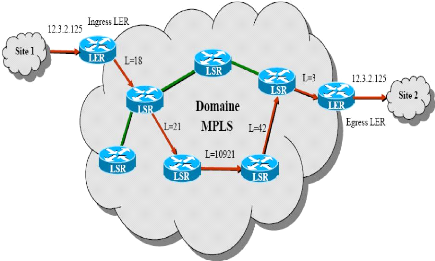 Ingress LER
12.3.2.125
Site 1
LER
L=18
LSR
LSR
LSR
L=3
12.3.2.125
LER
Site 2
Egress LER
Domaine
MPLS
L=21
L=42
L=10921
LSR
LSR
LSR